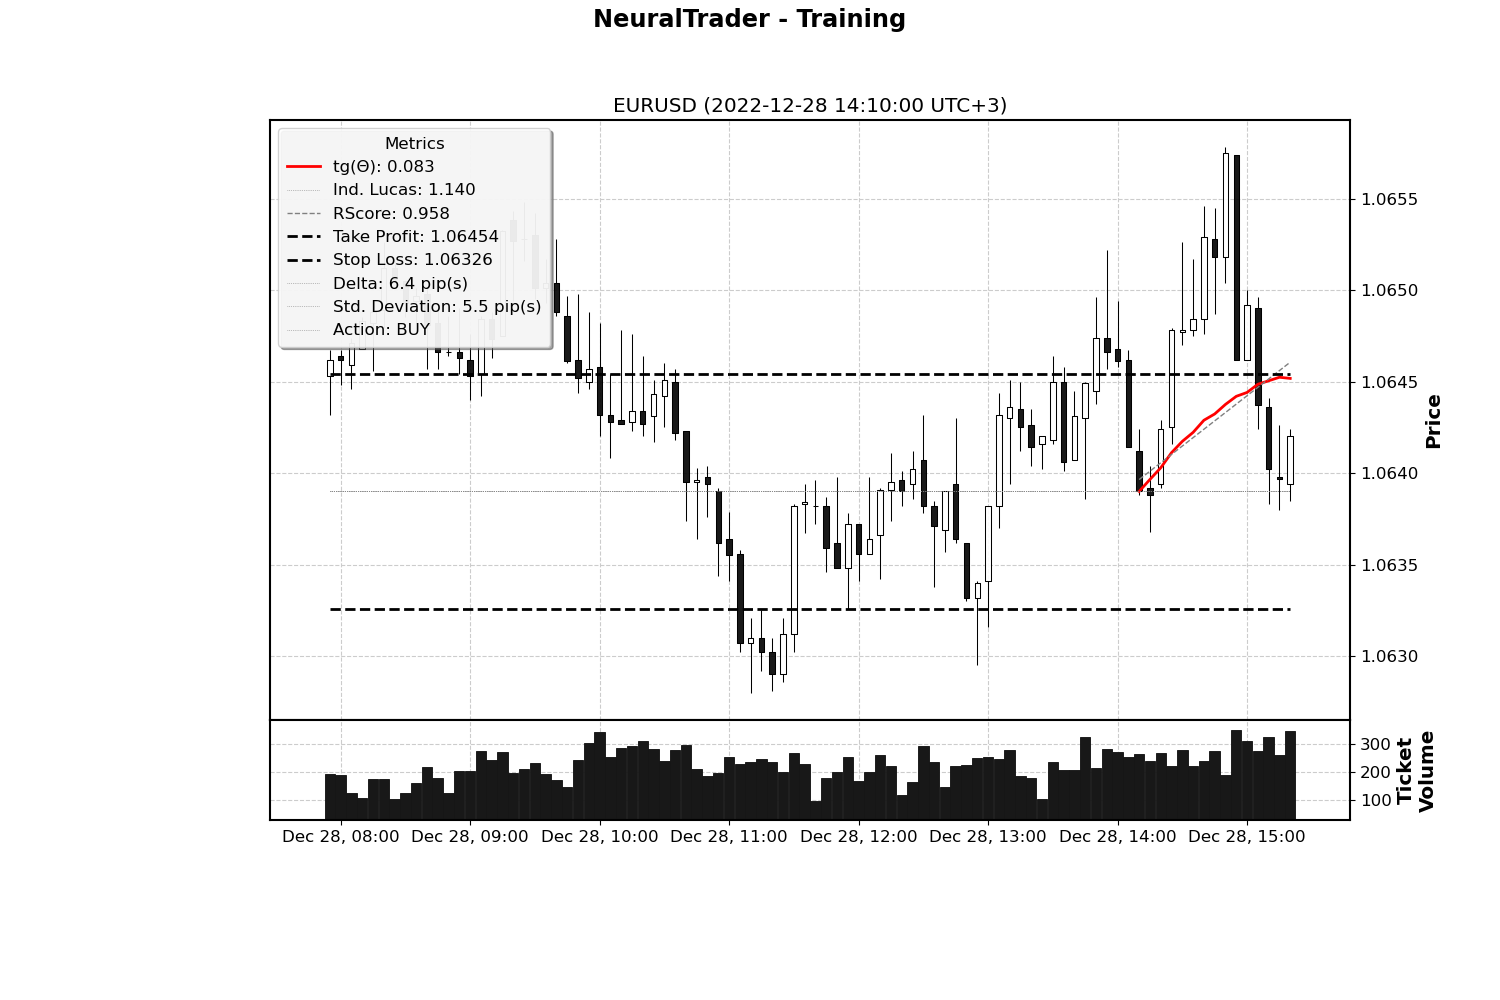 NeuralTrader - Training
EURUSD (2022-12-28 14:10:00 UTC+3)
Metrics
tg(Θ): 0.083
Ind. Lucas: 1.140
RScore: 0.958
Take Profit: 1.06454
Stop Loss: 1.06326
Delta: 6.4 pip(s)
Std. Deviation: 5.5 pip(s)
Action: BUY
1.0655
1.0650
1.0645
1.0640
1.0635
1.0630
Price
300
200
100
Ticket
Volume
Dec 28, 08:00 Dec 28, 09:00 Dec 28, 10:00 Dec 28, 11:00 Dec 28, 12:00 Dec 28, 13:00 Dec 28, 14:00 Dec 28, 15:00